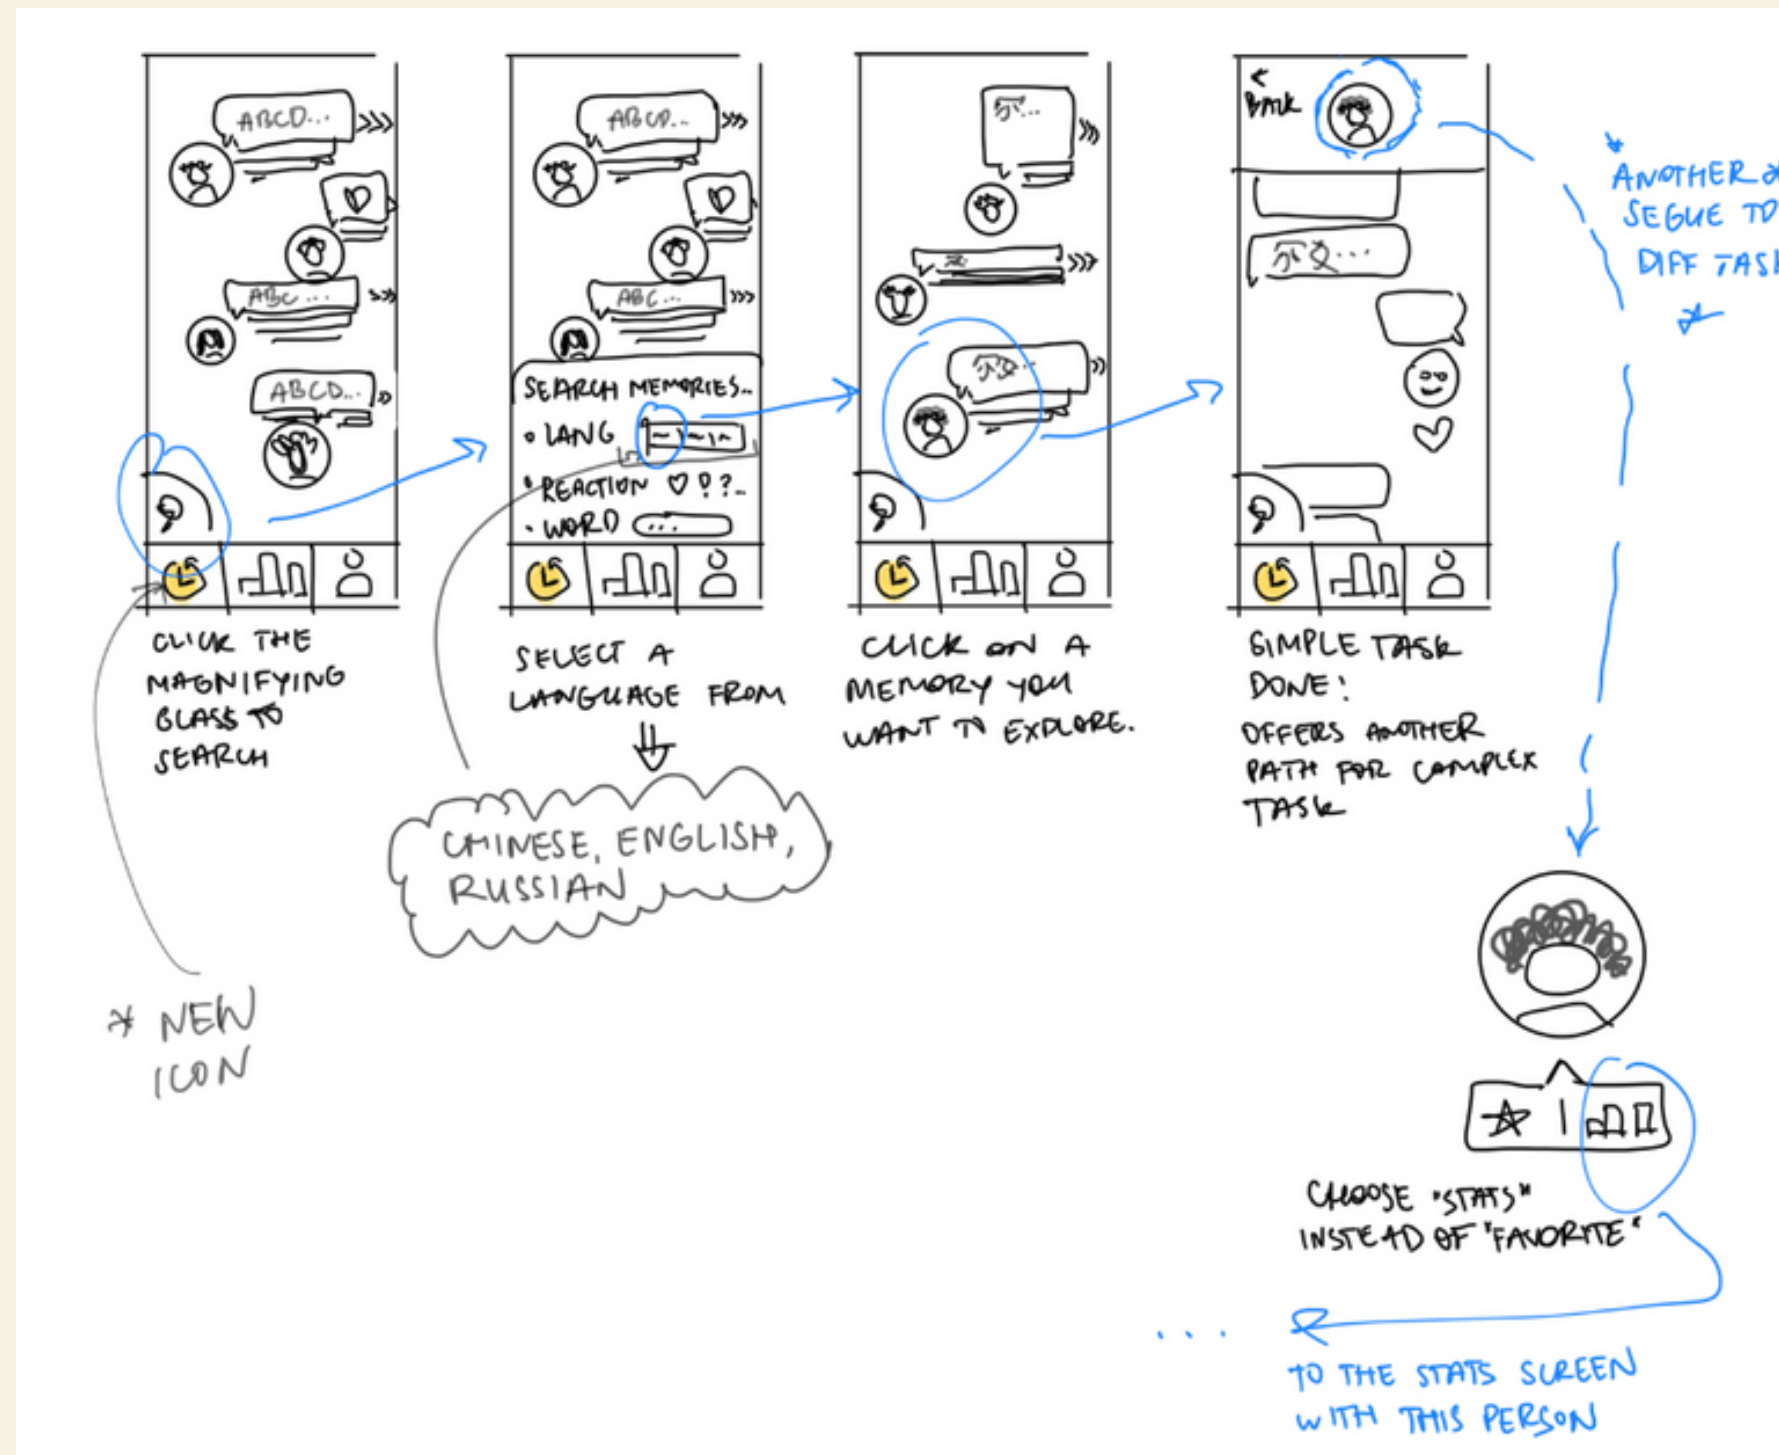 ABCD...
ABC...
ABCD...
ABCD...
ABC...
SEARCH MEMORIES..
• LANG
• REACTION ♡ ? ?..
• WORD ...
< BACK
CLICK THE
MAGNIFYING
GLASS TO
SEARCH
SELECT A
LANGUAGE FROM
CHINESE, ENGLISH,
RUSSIAN
CLICK ON A
MEMORY YOU
WANT TO EXPLORE.
SIMPLE TASK
DONE!
OFFERS ANOTHER
PATH FOR COMPLEX
TASK
* ANOTHER *
SEGUE TO
DIFF TASK
*
* NEW
ICON
CHOOSE "STATS"
INSTEAD OF "FAVORITE"
...
TO THE STATS SCREEN
WITH THIS PERSON